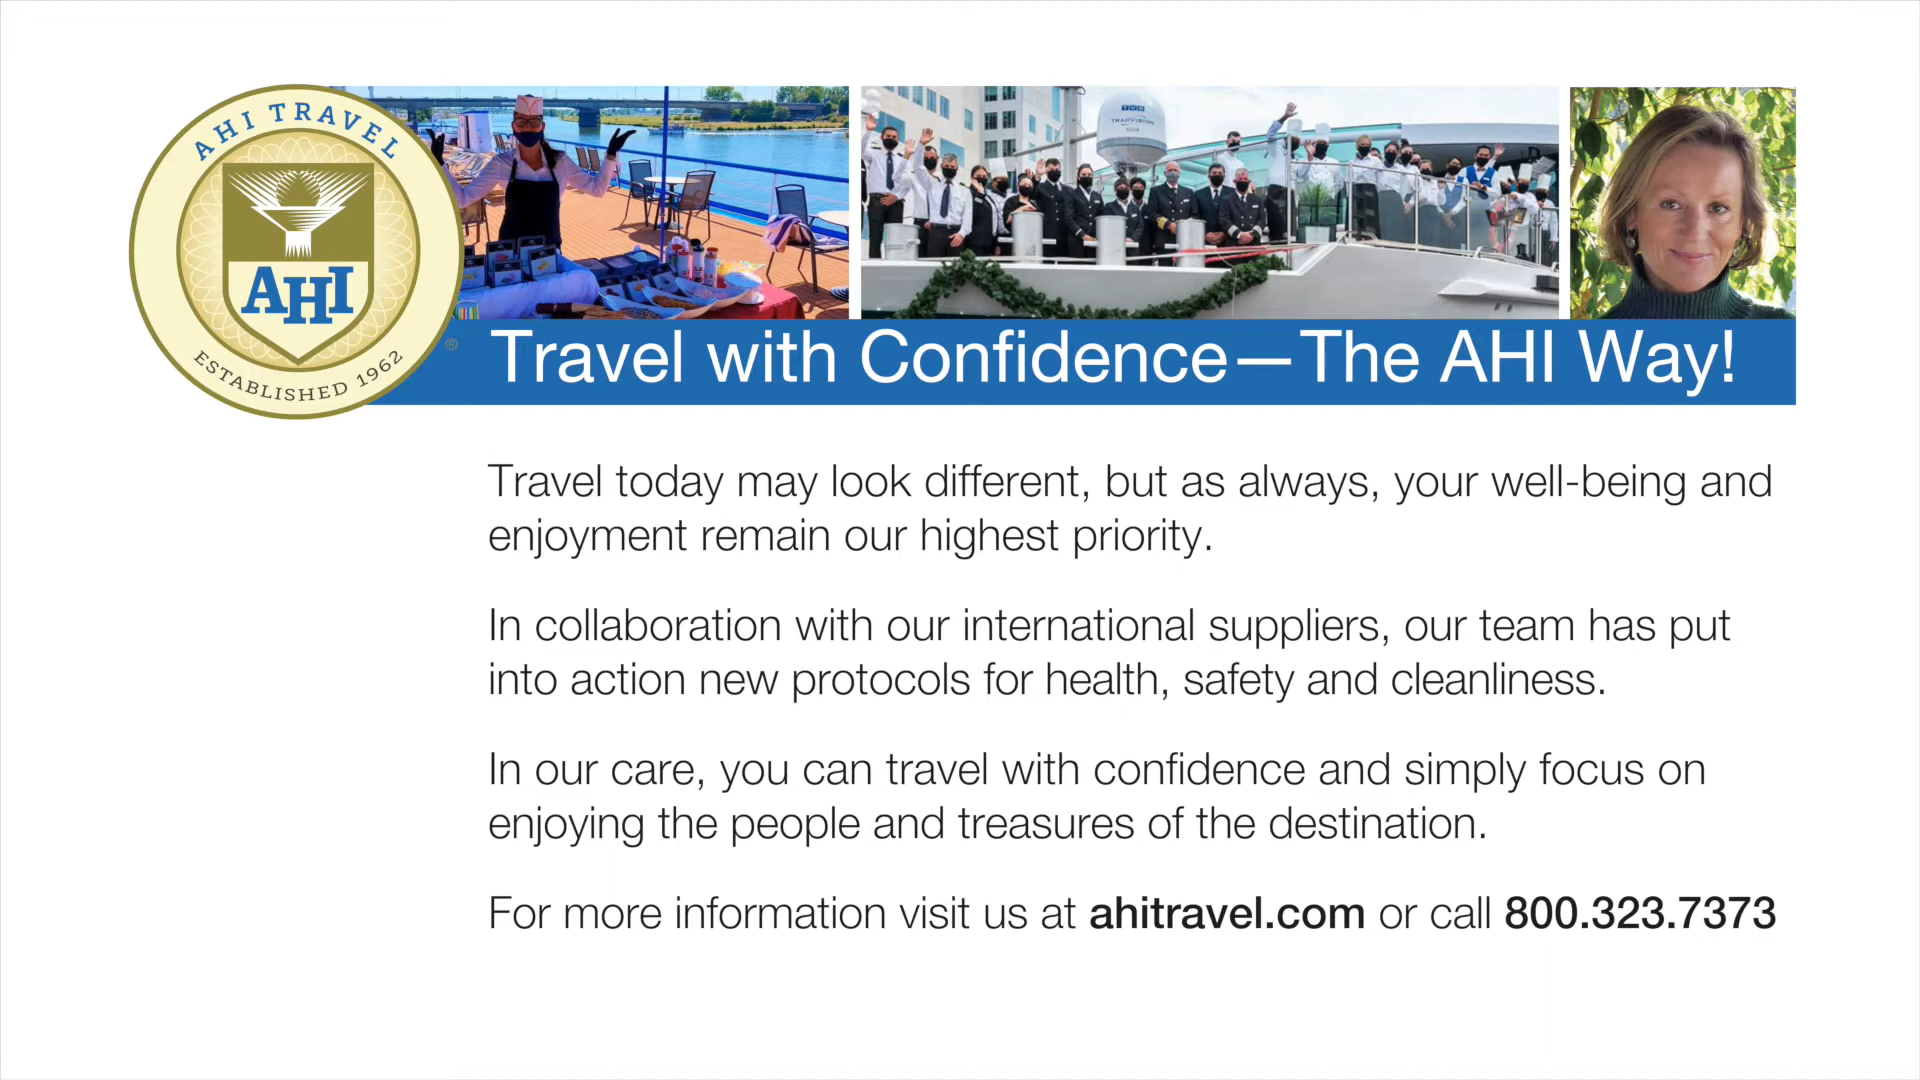 AHI TRAVEL
AHI
ESTABLISHED 1962
®
TVB
TRACVISION
Travel with Confidence—The AHI Way!
Travel today may look different, but as always, your well-being and
enjoyment remain our highest priority.
In collaboration with our international suppliers, our team has put
into action new protocols for health, safety and cleanliness.
In our care, you can travel with confidence and simply focus on
enjoying the people and treasures of the destination.
For more information visit us at ahitravel.com or call 800.323.7373